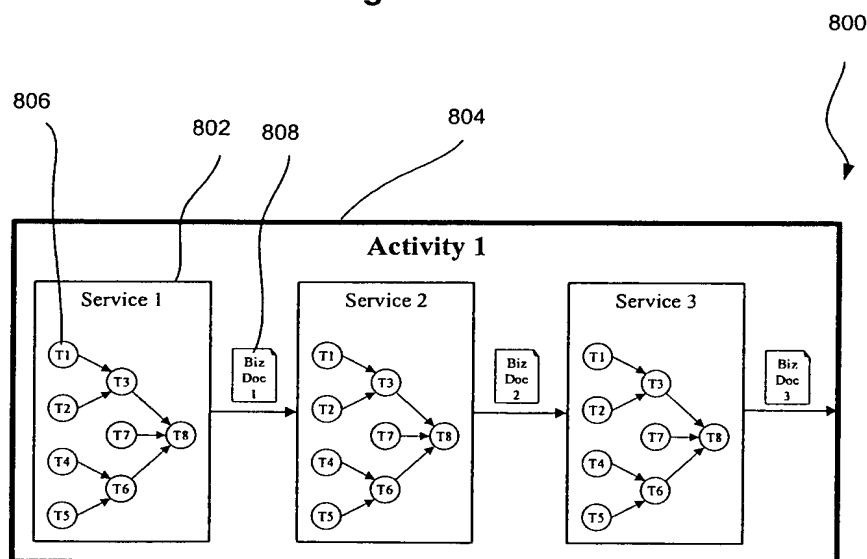 800
806
802
808
804
Activity 1
Service 1
T1
T2
T3
T7
T8
T4
T6
T5
Biz
Doc
1
Service 2
T1
T2
T3
T7
T8
T4
T6
T5
Biz
Doc
2
Service 3
T1
T2
T3
T7
T8
T4
T6
T5
Biz
Doc
3